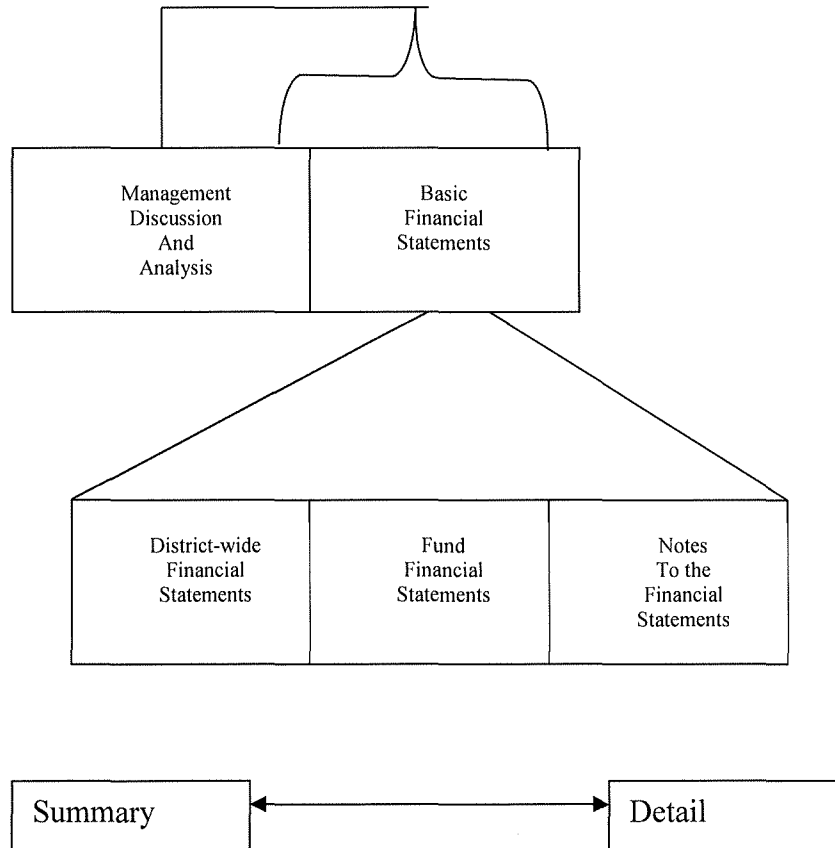 Management
Discussion
And
Analysis
Basic
Financial
Statements
District-wide
Financial
Statements
Fund
Financial
Statements
Notes
To the
Financial
Statements
Summary
Detail